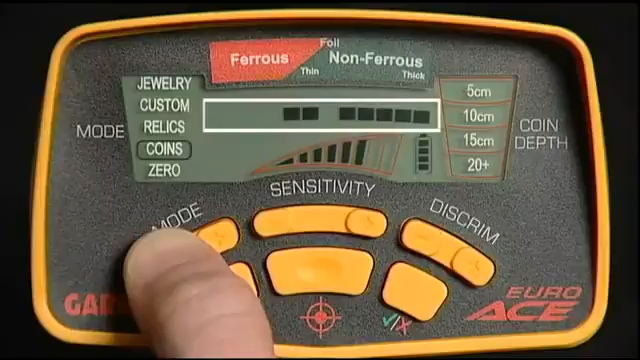 Ferrous
Foil
Non-Ferrous
Thin
Thick
JEWELRY
CUSTOM
RELICS
COINS
ZERO
MODE
5cm
10cm
15cm
20+
COIN
DEPTH
SENSITIVITY
MODE
DISCRIM
EURO
ACE